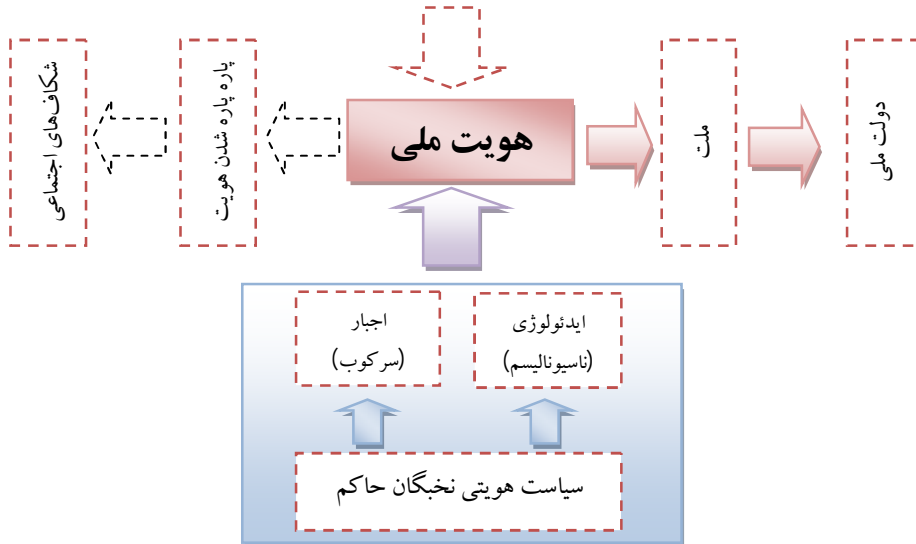 دولت ملی
ملت
هویت ملی
پاره پاره شدن هویت
شکاف‌های اجتماعی
ایدئولوژی
(ناسیونالیسم)
اجبار
(سرکوب)
سیاست هویتی نخبگان حاکم